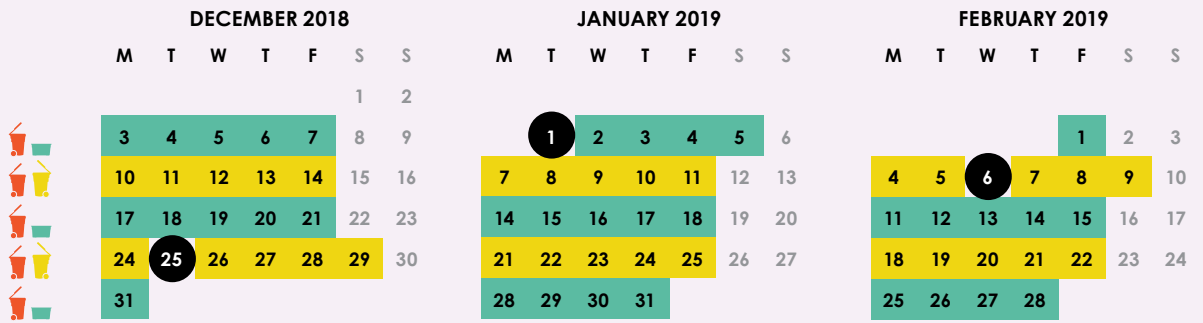 DECEMBER 2018
M T W T F S S
1 2
3 4 5 6 7 8 9
10 11 12 13 14 15 16
17 18 19 20 21 22 23
24 25 26 27 28 29 30
31
JANUARY 2019
M T W T F S S
1 2 3 4 5 6
7 8 9 10 11 12 13
14 15 16 17 18 19 20
21 22 23 24 25 26 27
28 29 30 31
FEBRUARY 2019
M T W T F S S
1 2 3
4 5 6 7 8 9 10
11 12 13 14 15 16 17
18 19 20 21 22 23 24
25 26 27 28